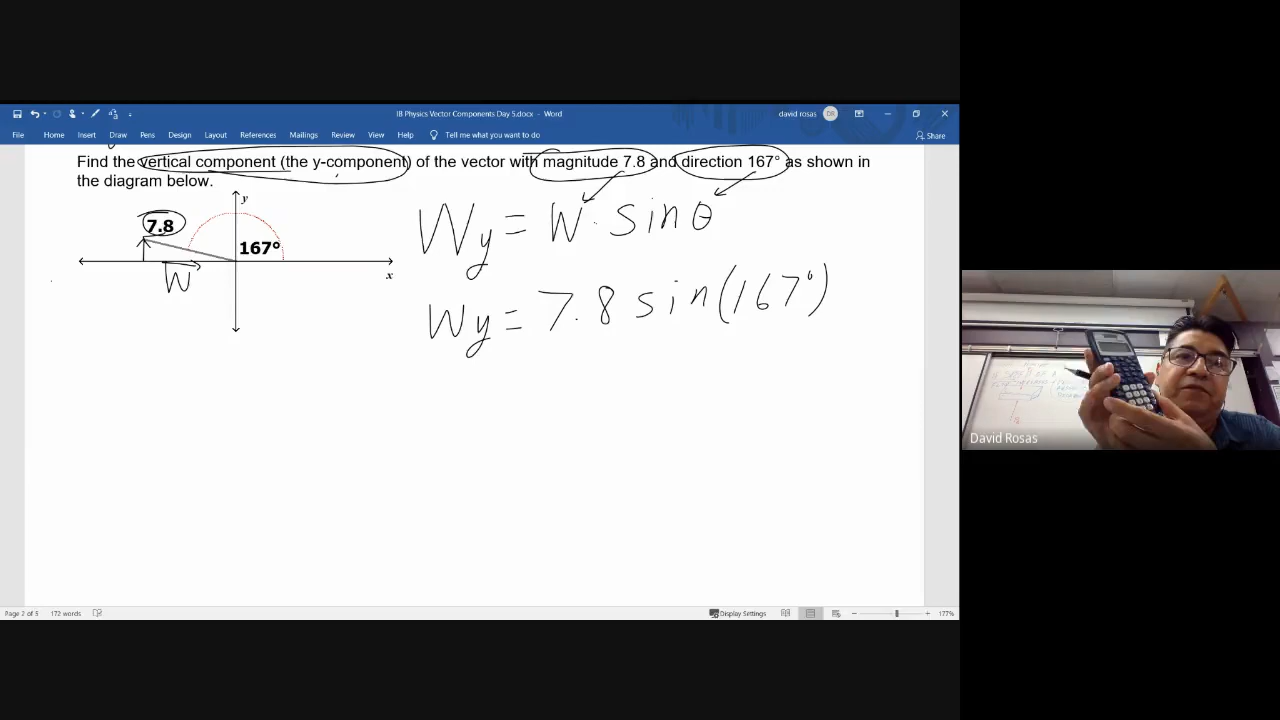 IB Physics Vector Components Day 5.docx - Word
david rosas DR
File Home Insert Draw Pens Design Layout References Mailings Review View Help Tell me what you want to do Share
Find the vertical component (the y-component) of the vector with magnitude 7.8 and direction 167° as shown in
the diagram below.
y
7.8
167°
x
W
Wy = W · sin θ
Wy = 7.8 sin(167°)
David Rosas
Page 2 of 5 172 words Display Settings 177%